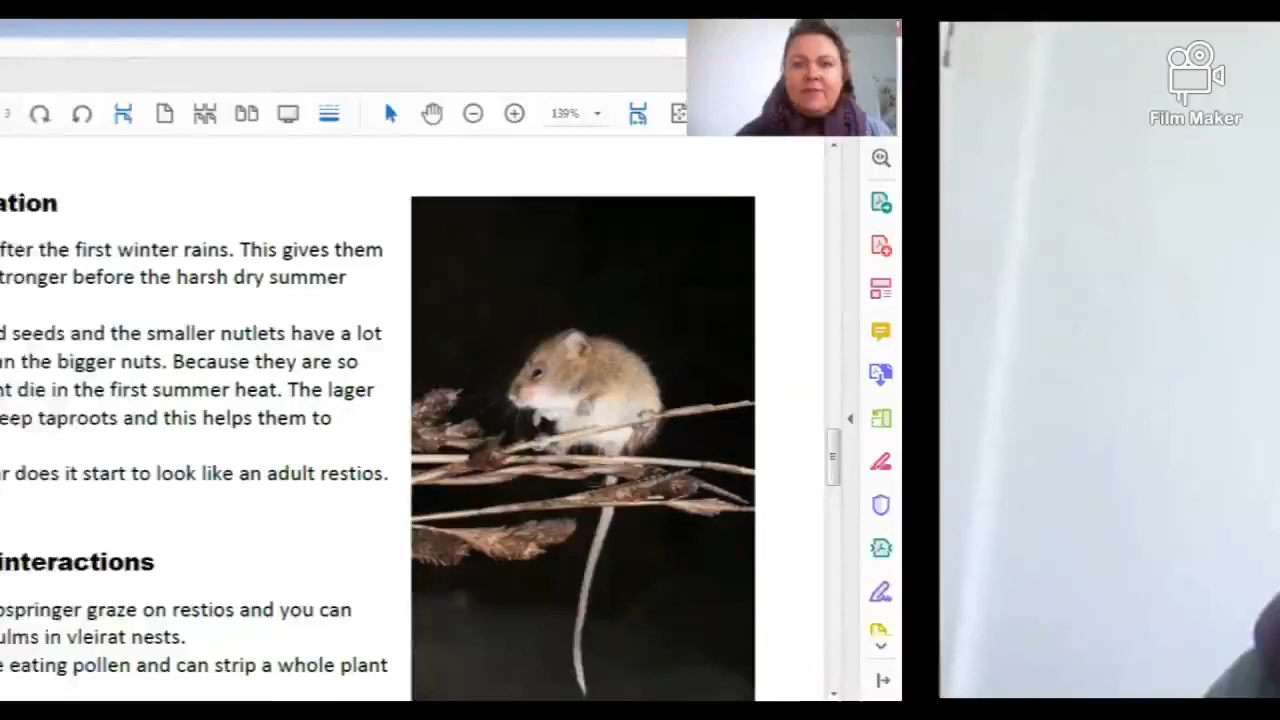 3
139%
Film Maker
ation
fter the first winter rains. This gives them
tronger before the harsh dry summer
d seeds and the smaller nutlets have a lot
an the bigger nuts. Because they are so
nt die in the first summer heat. The lager
eep taproots and this helps them to
ar does it start to look like an adult restios.
interactions
ospringer graze on restios and you can
ulms in vleirat nests.
e eating pollen and can strip a whole plant